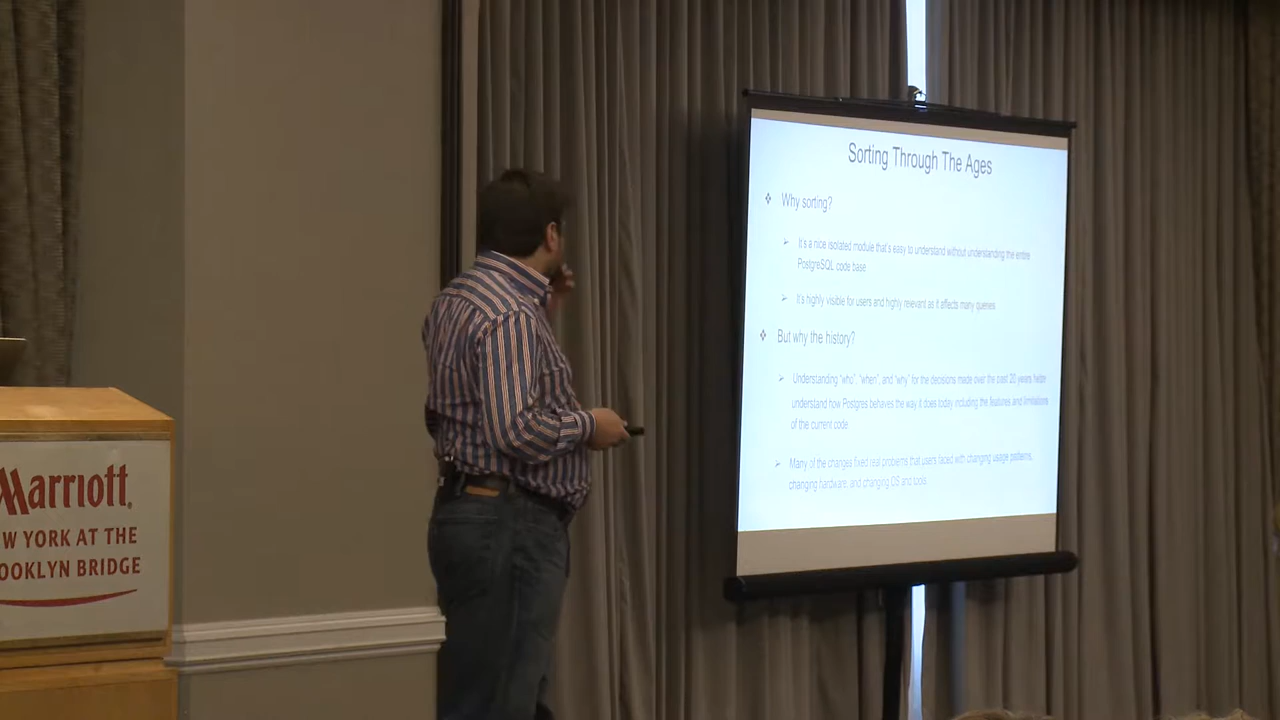 Marriott
W YORK AT THE
OOKLYN BRIDGE
Sorting Through The Ages
Why sorting?
It's a nice isolated module that's easy to understand without understanding the entire
PostgreSQL code base
It's highly visible for users and highly relevant as it affects many queries.
But why the history?
Understanding "who", "when", and "why" for the decisions made over the past 20 years helps
understand how Postgres behaves the way it does today including the features and limitations
of the current code
Many of the changes fixed real problems that users faced with changing usage patterns,
changing hardware, and changing OS and tools